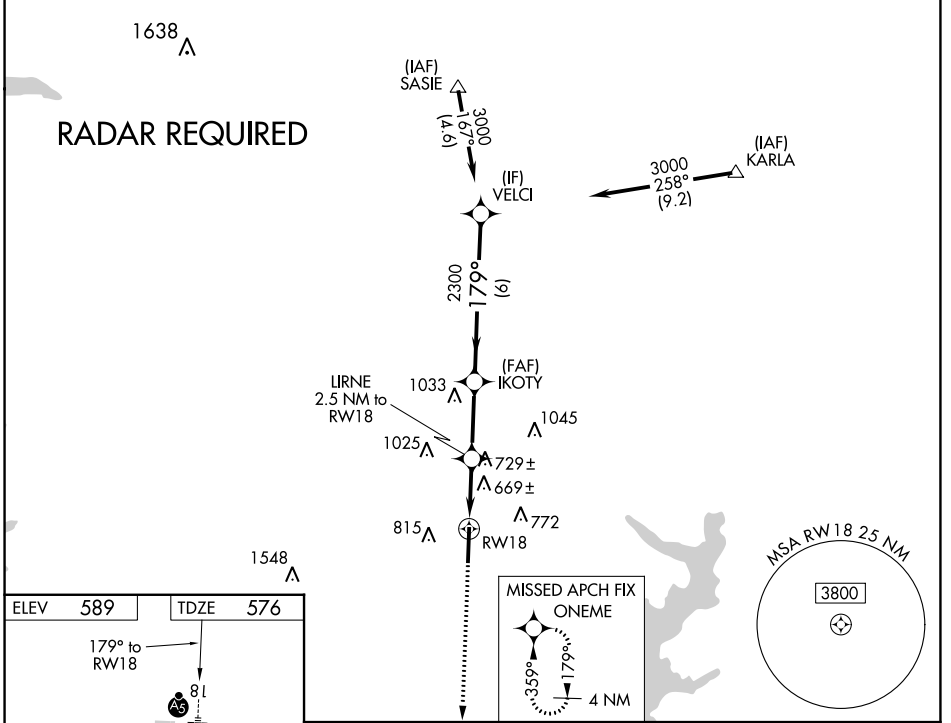 1638
RADAR REQUIRED
(IAF)
SASIE
3000
167°
(4.6)
(IAF)
KARLA
3000
258°
(9.2)
(IF)
VELCI
2300
179°
(6)
(FAF)
IKOTY
LIRNE
2.5 NM to
RW18
1033
1045
1025
729±
669±
815
772
RW18
1548
MSA RW18 25 NM
3800
MISSED APCH FIX
ONEME
359°
179°
4 NM
ELEV 589
TDZE 576
179° to
RW18
18
A5